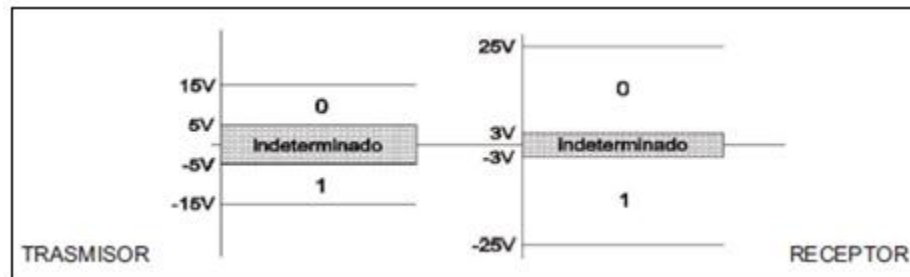 15V
0
5V
Indeterminado
-5V
1
-15V
TRASMISOR
25V
0
3V
Indeterminado
-3V
1
-25V
RECEPTOR